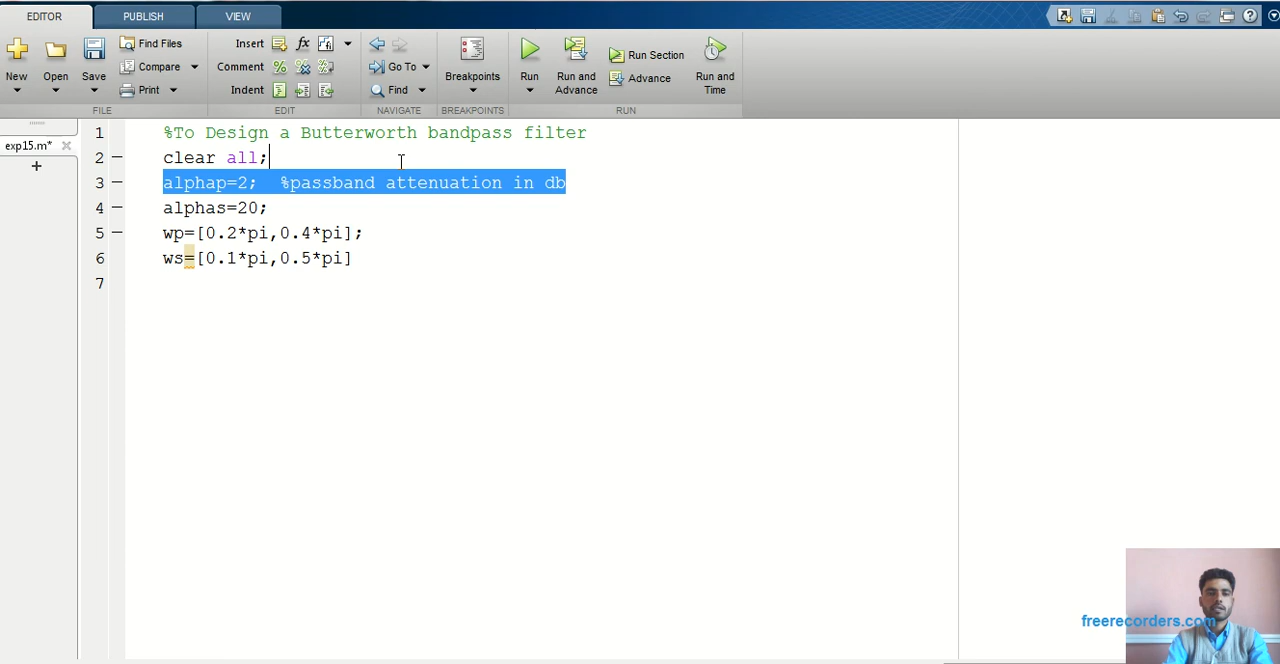 EDITOR PUBLISH VIEW
New Open Save Find Files Compare Print
Insert fx
Comment % %
Indent
Go To
Find
Breakpoints
Run Run and Advance Run Section Advance Run and Time
FILE EDIT NAVIGATE BREAKPOINTS RUN
exp15.m*
+
1 %To Design a Butterworth bandpass filter
2 – clear all;
3 – alphap=2; %passband attenuation in db
4 – alphas=20;
5 – wp=[0.2*pi,0.4*pi];
6 ws=[0.1*pi,0.5*pi]
7
freerecorders.com